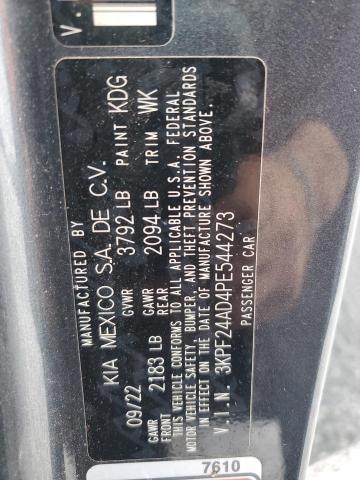 MANUFACTURED BY
KIA MEXICO S.A. DE C.V.
09/22 GVWR 3792 LB PAINT KDG
GAWR FRONT 2183 LB GAWR REAR 2094 LB TRIM WK
THIS VEHICLE CONFORMS TO ALL APPLICABLE U.S.A. FEDERAL
MOTOR VEHICLE SAFETY, BUMPER, AND THEFT PREVENTION STANDARDS
IN EFFECT ON THE DATE OF MANUFACTURE SHOWN ABOVE.
V.I.N. 3KPF24AD4PE544273
PASSENGER CAR
7610
V.